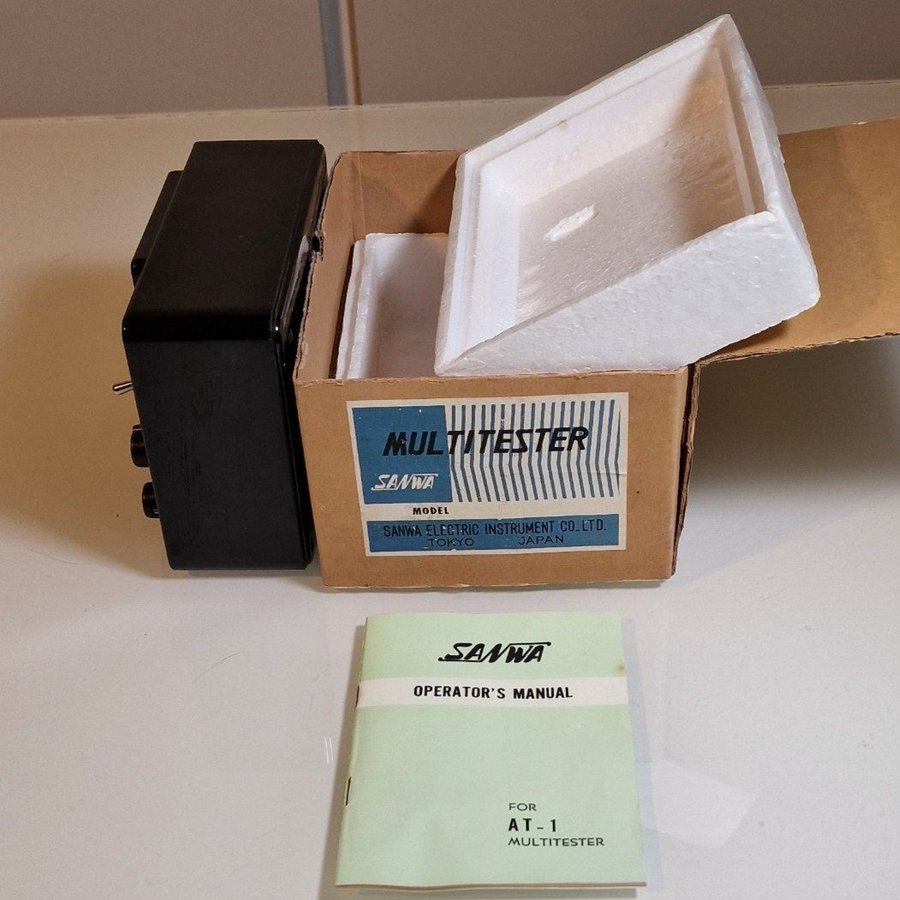 MULTITESTER
SANWA
MODEL
SANWA ELECTRIC INSTRUMENT CO.,LTD.
TOKYO JAPAN
SANWA
OPERATOR'S MANUAL
FOR
AT-1
MULTITESTER